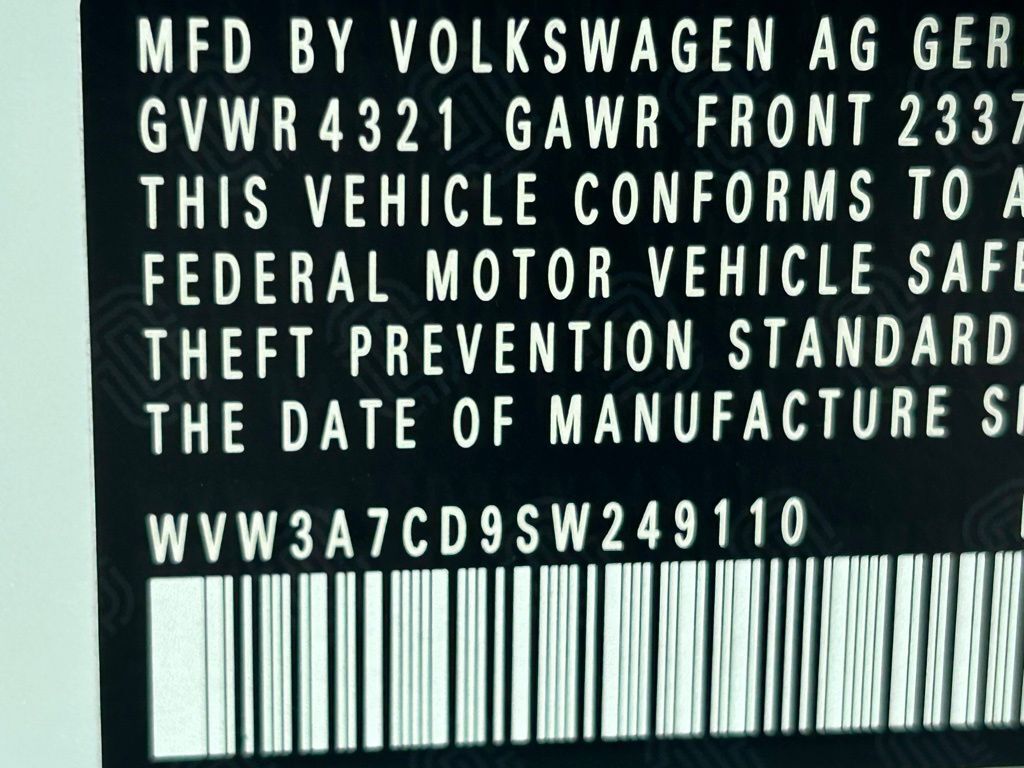 MFD BY VOLKSWAGEN AG GER
GVWR 4321 GAWR FRONT 2337
THIS VEHICLE CONFORMS TO A
FEDERAL MOTOR VEHICLE SAFE
THEFT PREVENTION STANDARD
THE DATE OF MANUFACTURE
WVW3A7CD9SW249110